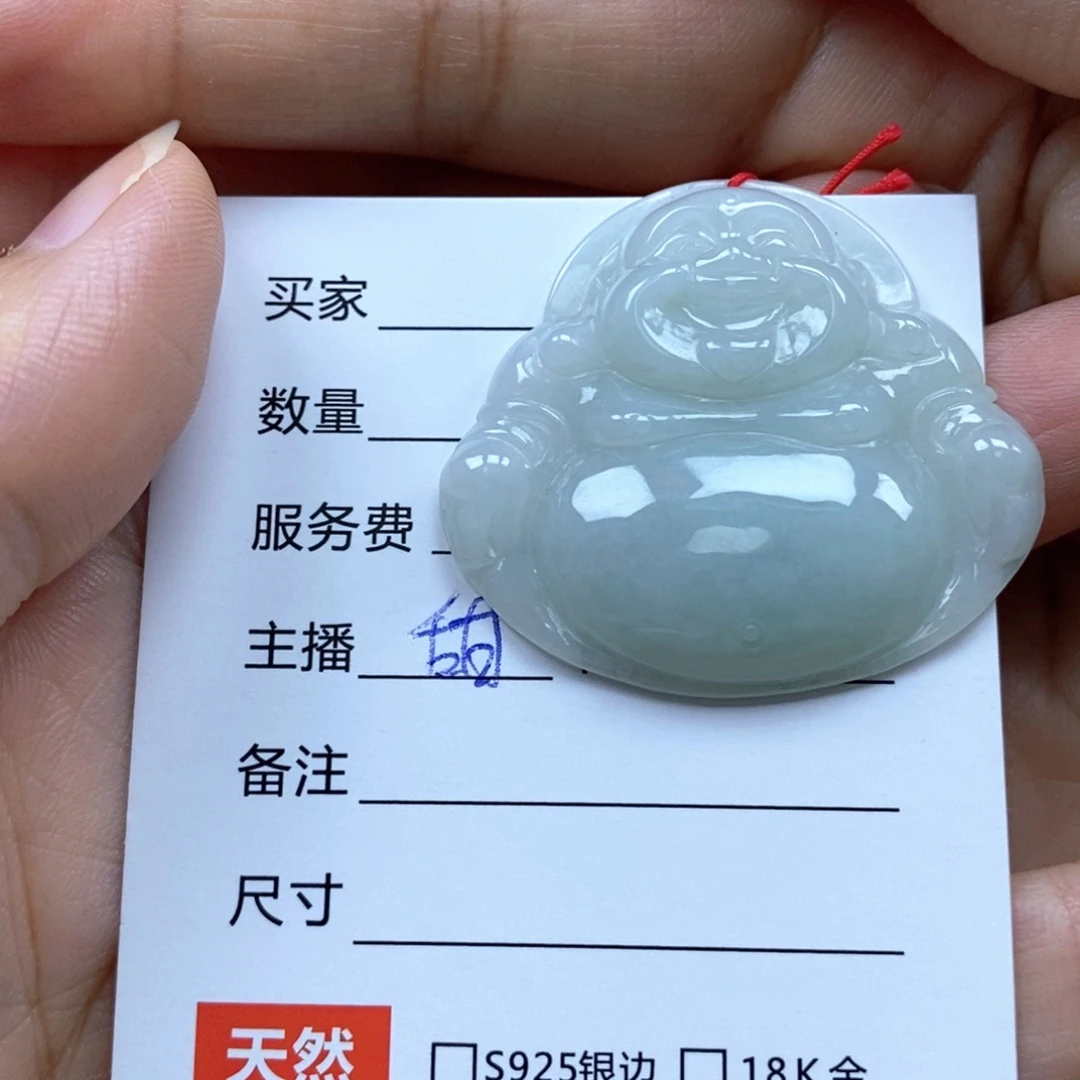 买家
数量
服务费
主播 甜
备注
尺寸
天然 □S925银边 □18K金